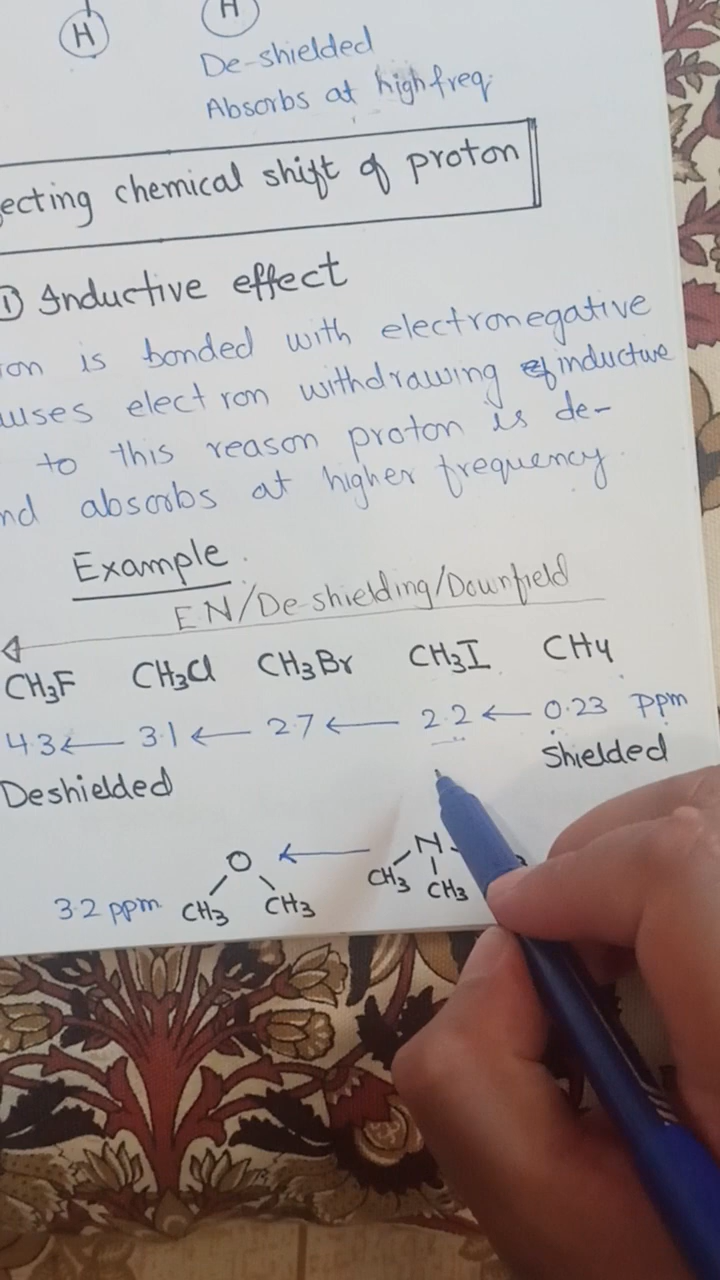 H H
De-shielded
Absorbs at high freq.
ecting chemical shift of proton
① Inductive effect
on is bonded with electronegative
uses electron withdrawing inductive
to this reason proton is de-
nd absorbs at higher frequency.
Example
EN/De-shielding/Downfield
CH3F CH3Cl CH3Br CH3I CH4
4.3 ← 3.1 ← 2.7 ← 2.2 ← 0.23 ppm
Deshielded Shielded
O ← N
3.2 ppm CH3 CH3 CH3 CH3